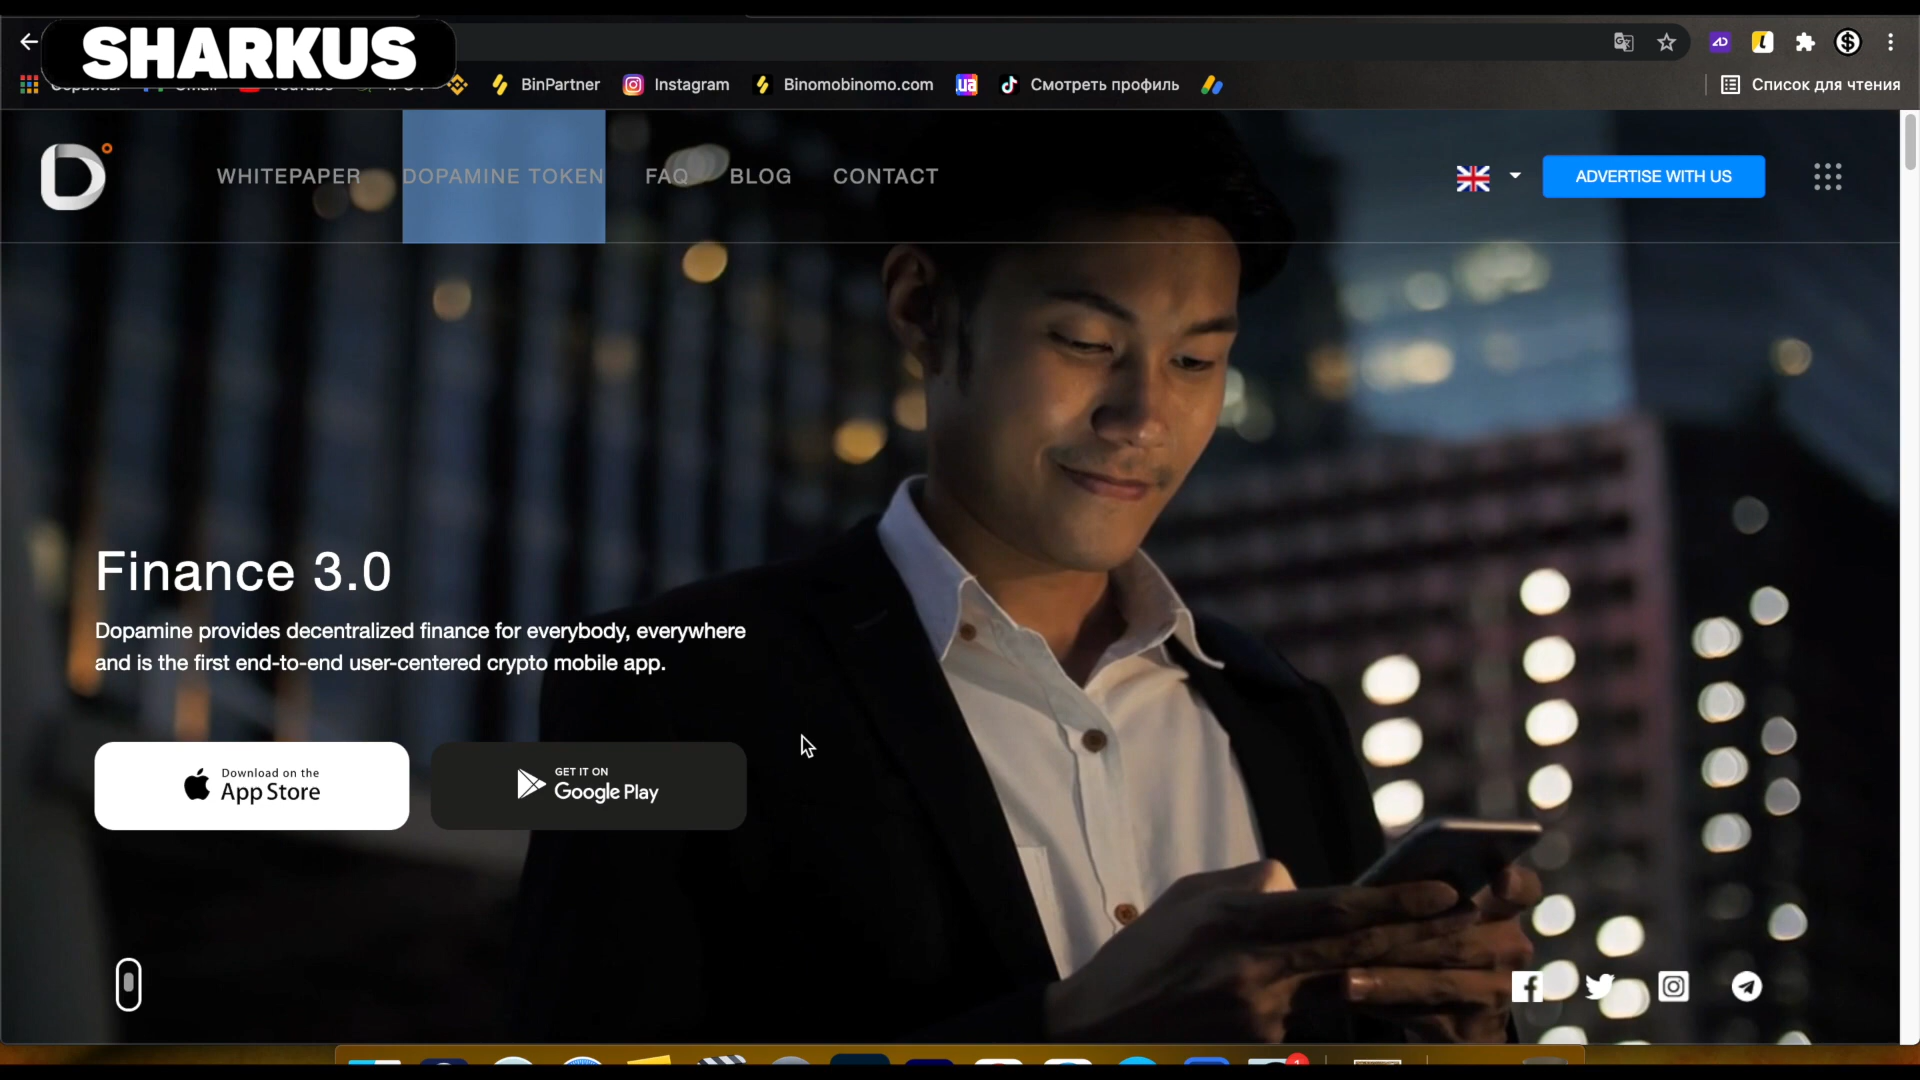 SHARKUS
BinPartner
Instagram
Binomobinomo.com
.ua
Смотреть профиль
Список для чтения
D
WHITEPAPER
DOPAMINE TOKEN
FAQ
BLOG
CONTACT
ADVERTISE WITH US
Finance 3.0
Dopamine provides decentralized finance for everybody, everywhere
and is the first end-to-end user-centered crypto mobile app.
Download on the
App Store
GET IT ON
Google Play